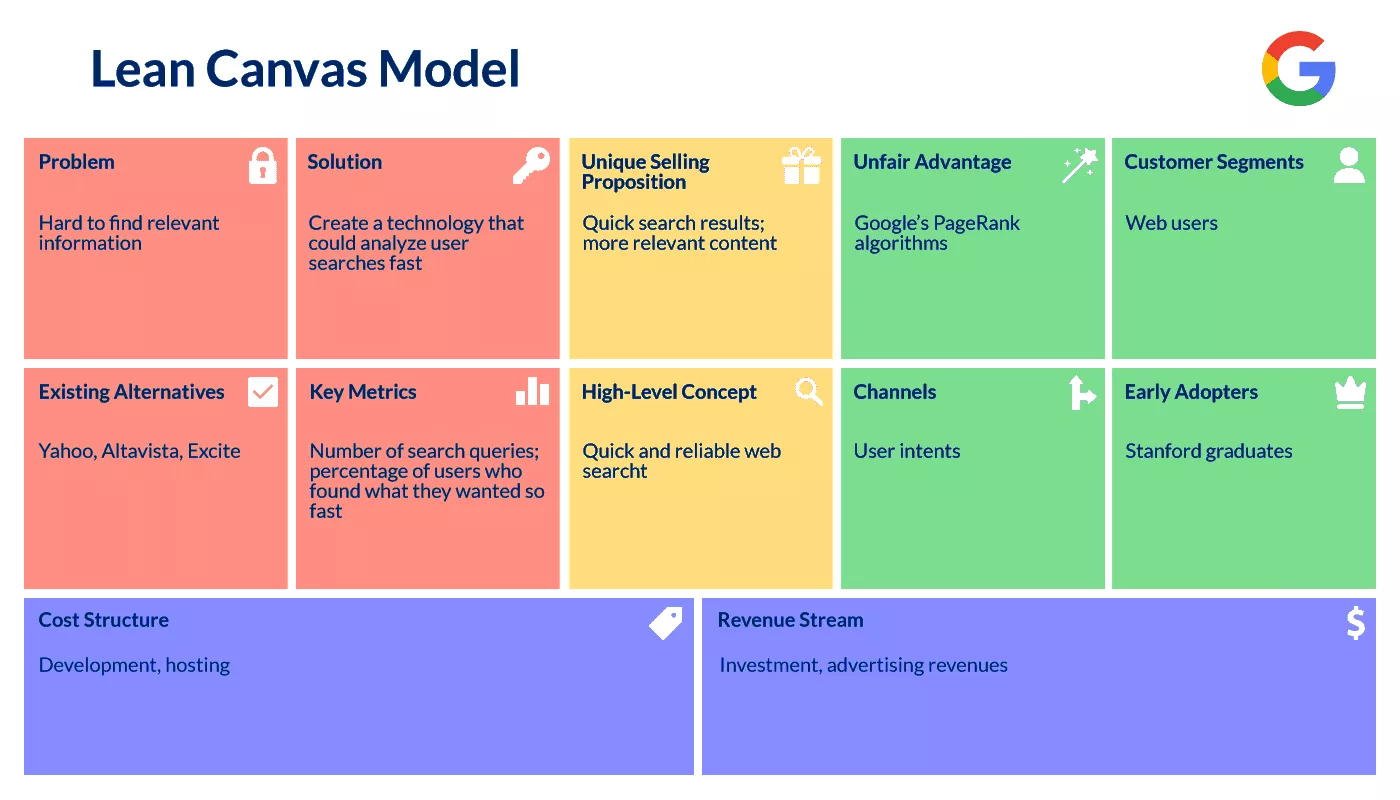 Lean Canvas Model
G
Problem
Hard to find relevant
information
Solution
Create a technology that
could analyze user
searches fast
Unique Selling
Proposition
Quick search results;
more relevant content
Unfair Advantage
Google's PageRank
algorithms
Customer Segments
Web users
Existing Alternatives
Yahoo, Altavista, Excite
Key Metrics
Number of search queries;
percentage of users who
found what they wanted so
fast
High-Level Concept
Quick and reliable web
searcht
Channels
User intents
Early Adopters
Stanford graduates
Cost Structure
Development, hosting
Revenue Stream
$
Investment, advertising revenues